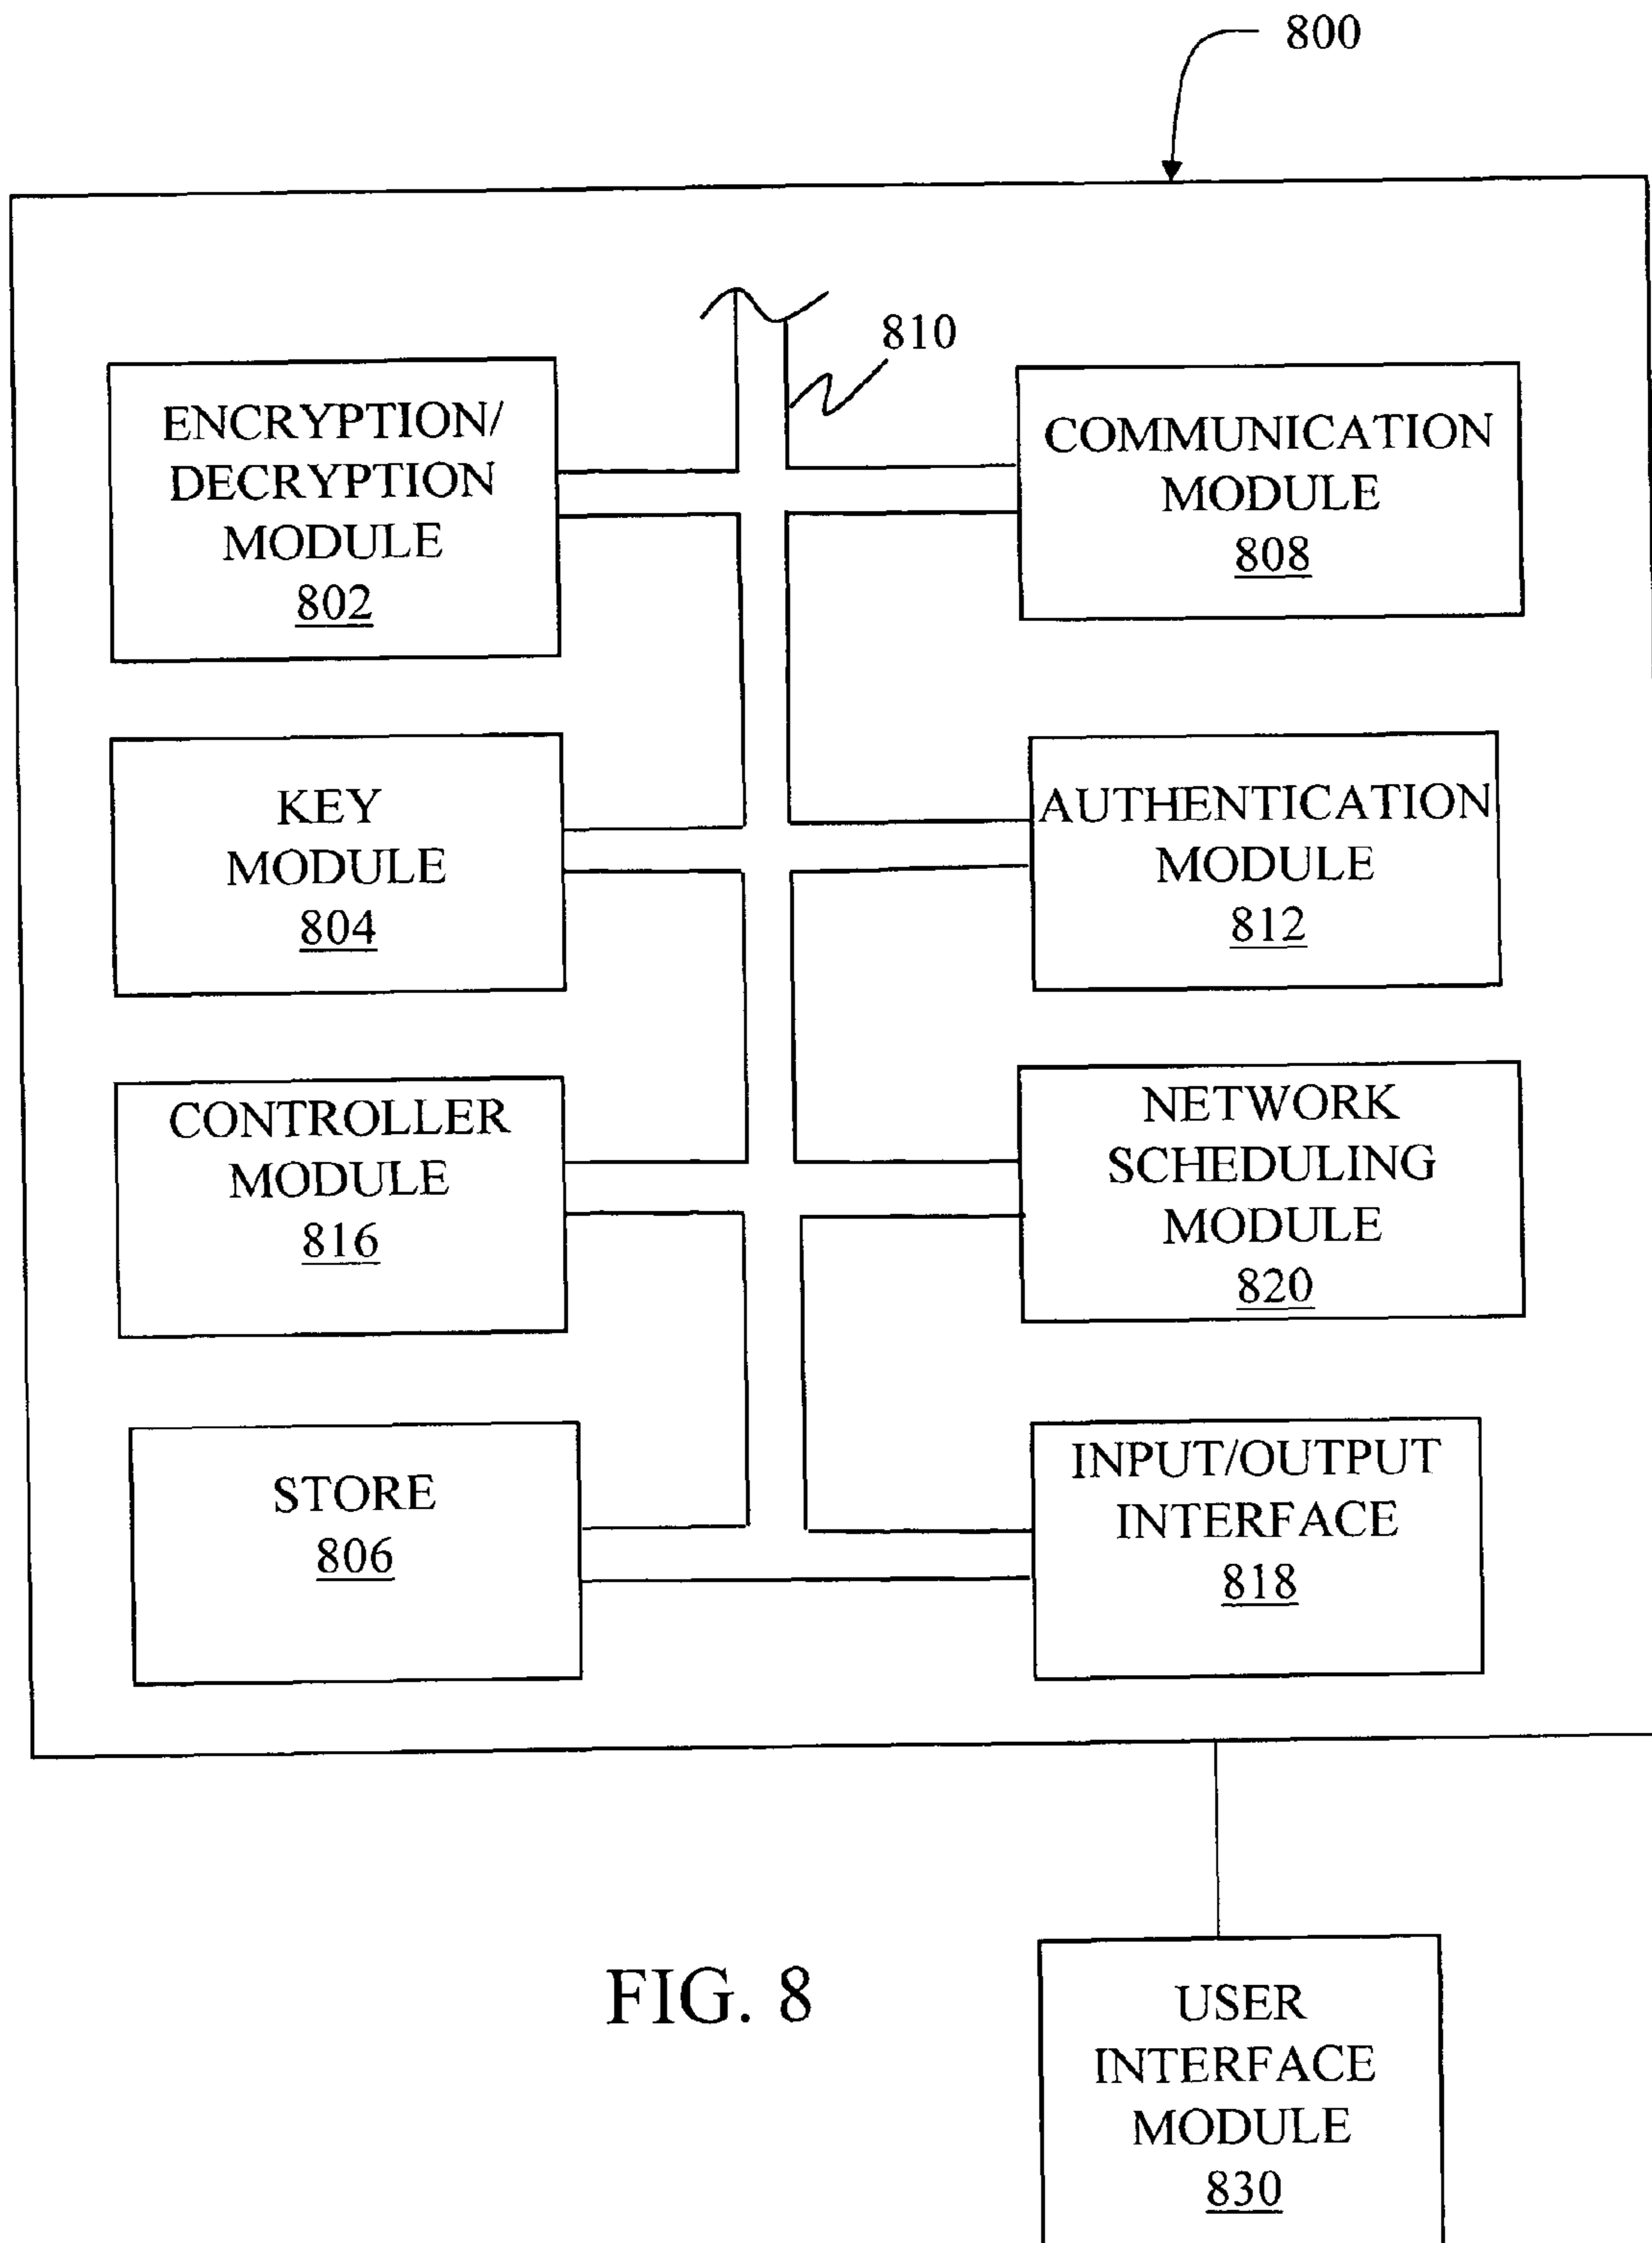 800
810
ENCRYPTION/
DECRYPTION
MODULE
802
COMMUNICATION
MODULE
808
KEY
MODULE
804
AUTHENTICATION
MODULE
812
CONTROLLER
MODULE
816
NETWORK
SCHEDULING
MODULE
820
STORE
806
INPUT/OUTPUT
INTERFACE
818
FIG. 8
USER
INTERFACE
MODULE
830